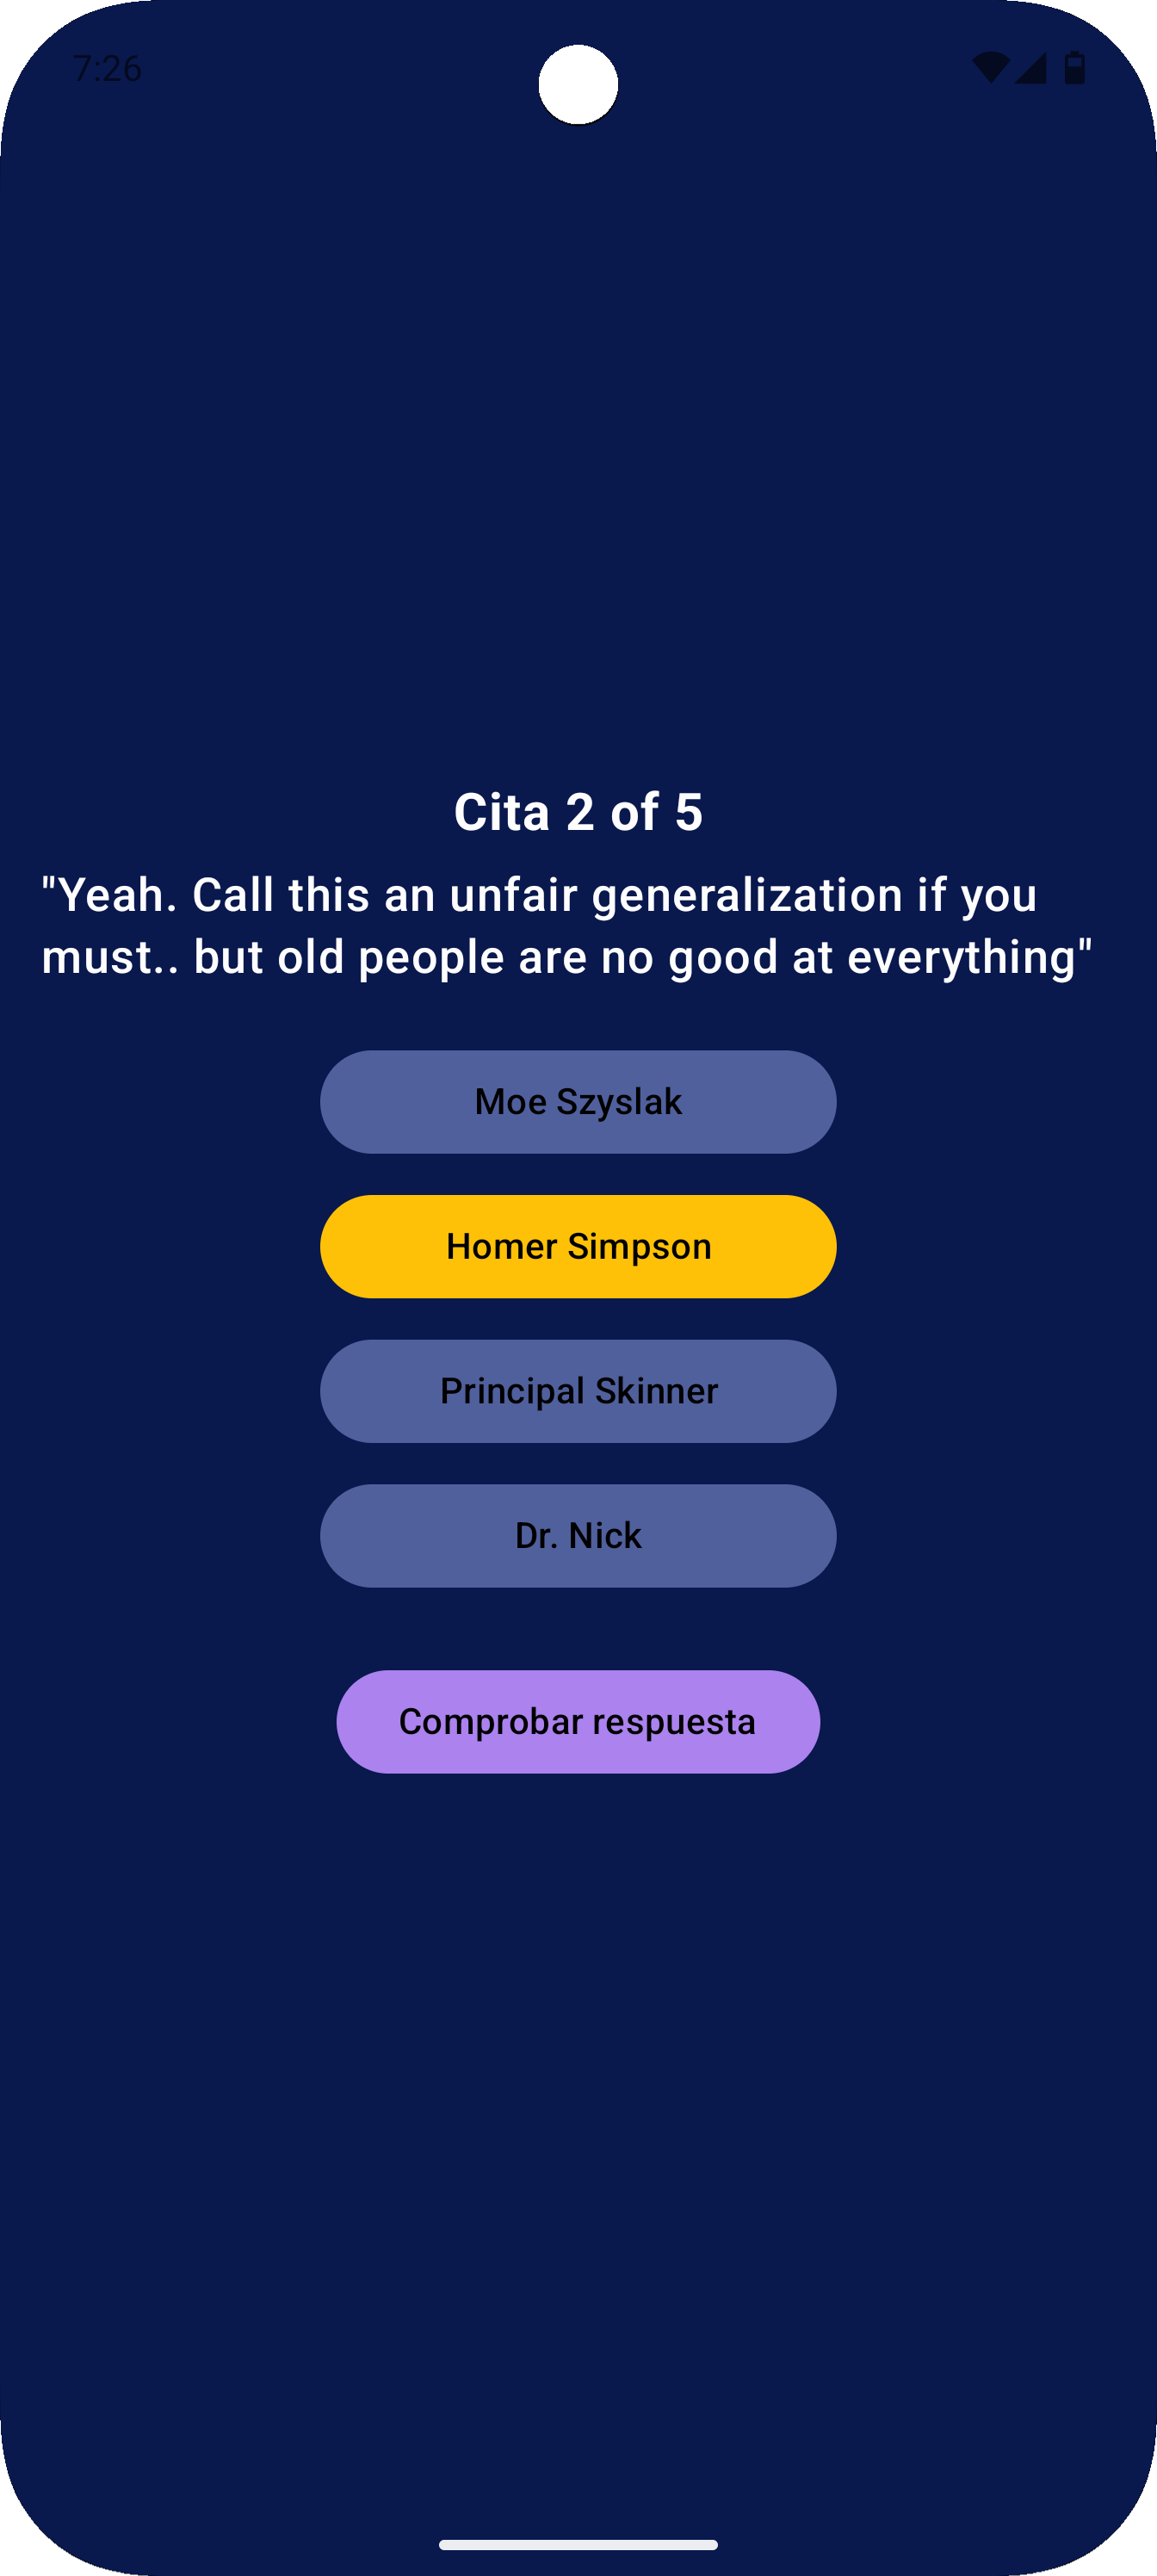 7:26
Cita 2 of 5
"Yeah. Call this an unfair generalization if you
must.. but old people are no good at everything"
Moe Szyslak
Homer Simpson
Principal Skinner
Dr. Nick
Comprobar respuesta